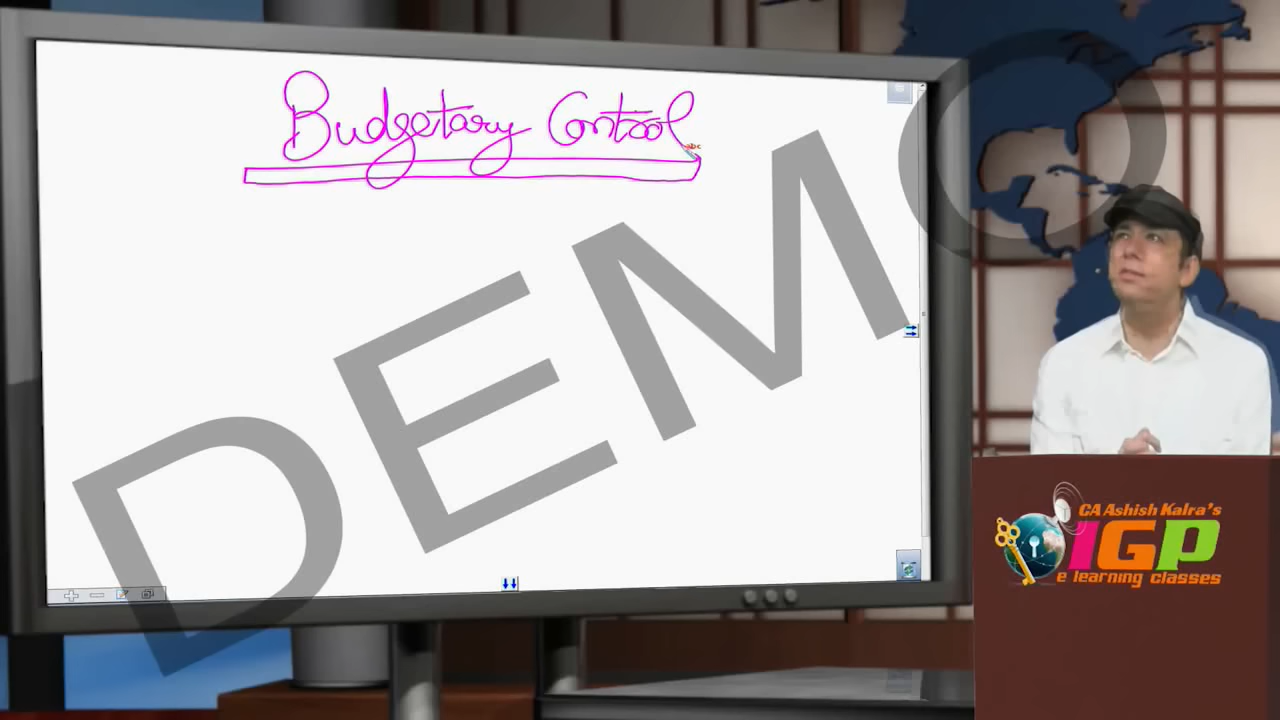 Budgetary Control
DEMO
CA Ashish Kalra's
IGP
e learning classes